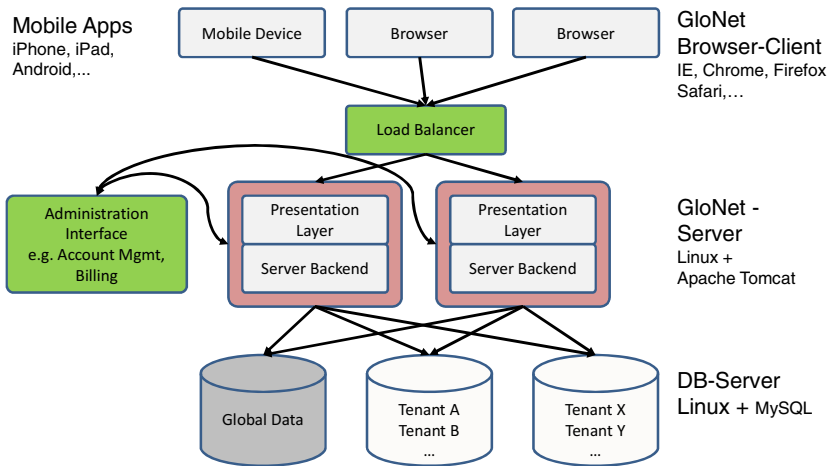 Mobile Apps
iPhone, iPad,
Android,...
Mobile Device
Browser
Browser
GloNet
Browser-Client
IE, Chrome, Firefox
Safari,...
Load Balancer
Administration
Interface
e.g. Account Mgmt,
Billing
Presentation
Layer
Server Backend
Presentation
Layer
Server Backend
GloNet -
Server
Linux +
Apache Tomcat
Global Data
Tenant A
Tenant B
...
Tenant X
Tenant Y
...
DB-Server
Linux + MySQL